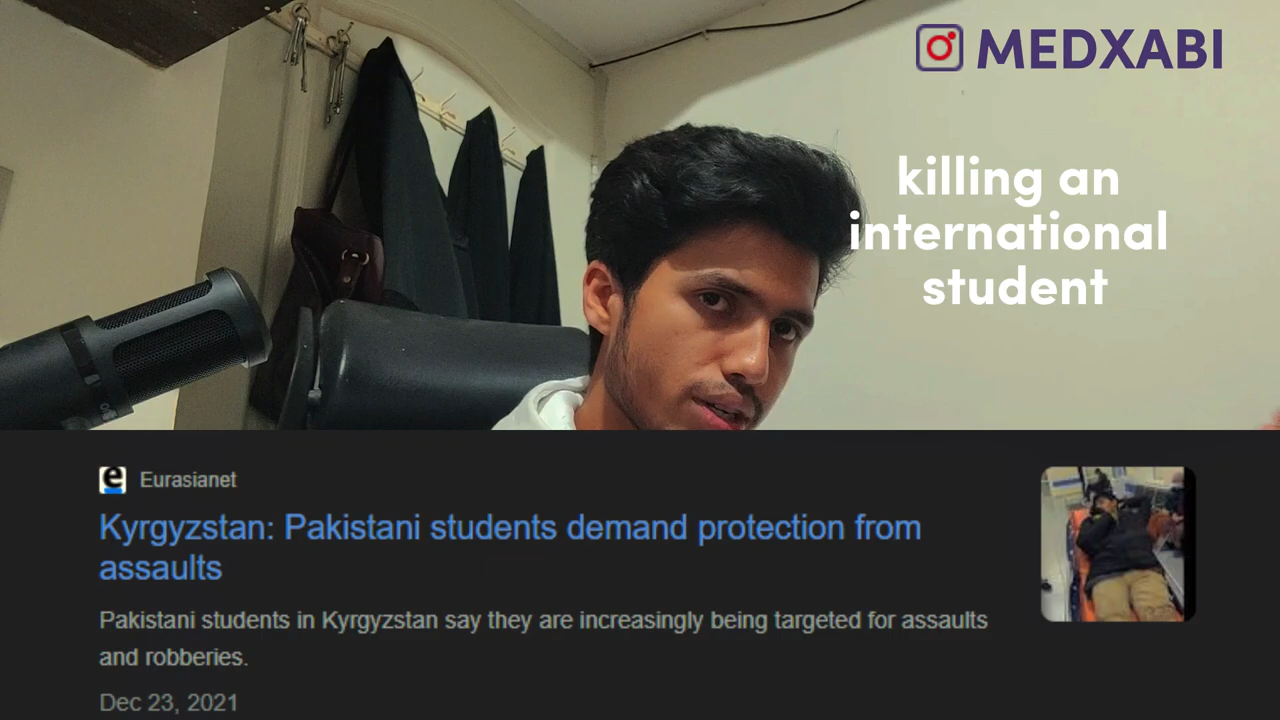 MEDXABI
killing an
international
student
Eurasianet
Kyrgyzstan: Pakistani students demand protection from
assaults
Pakistani students in Kyrgyzstan say they are increasingly being targeted for assaults
and robberies.
Dec 23, 2021